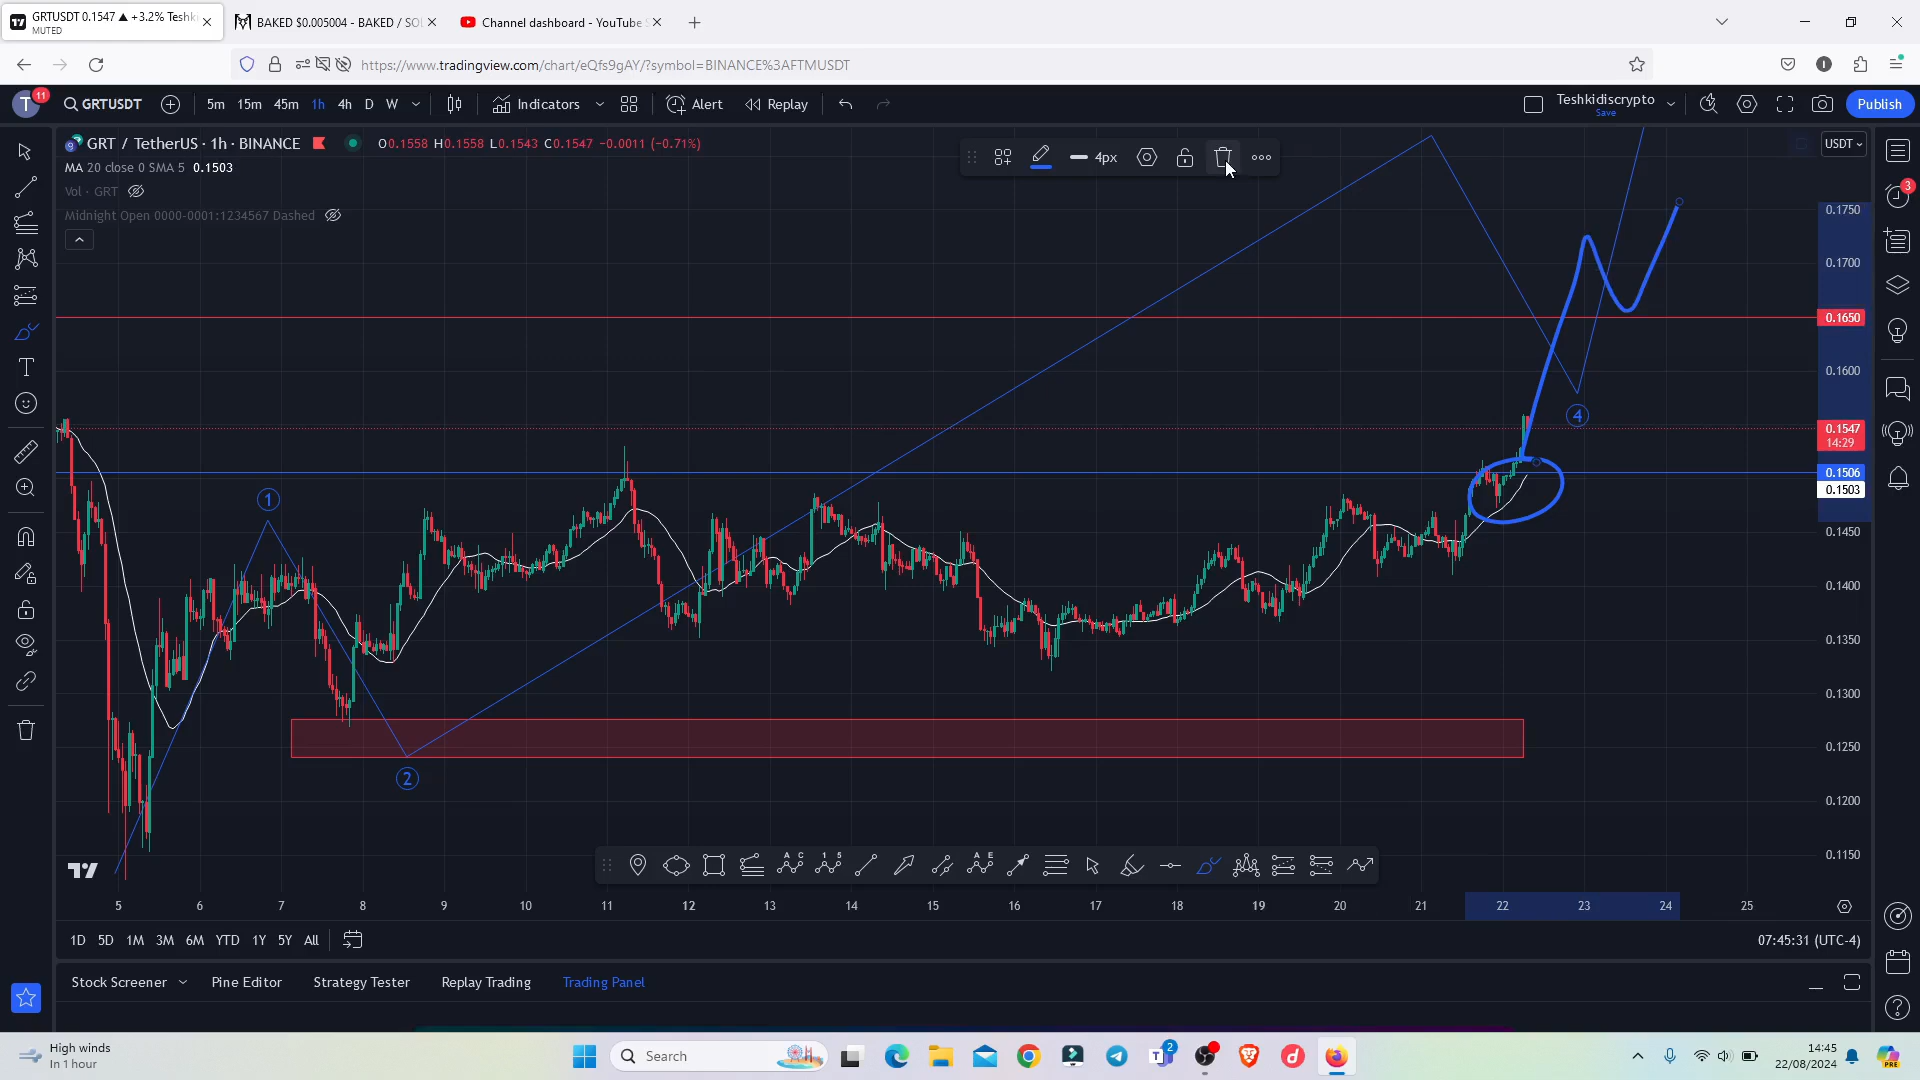 GRTUSDT 0.1547 ▲ +3.2% Teshki
MUTED
BAKED $0.005004 - BAKED / SO
Channel dashboard - YouTube S
https://www.tradingview.com/chart/eQfs9gAY/?symbol=BINANCE%3AFTMUSDT
T
11
GRTUSDT
5m
15m
45m
1h
4h
D
W
Indicators
Alert
Replay
Teshkidiscrypto
Save
Publish
GRT / TetherUS · 1h · BINANCE
O0.1558 H0.1558 L0.1543 C0.1547 -0.0011 (-0.71%)
MA 20 close 0 SMA 5 0.1503
Vol · GRT
Midnight Open 0000-0001:1234567 Dashed
4px
USDT
3
0.1750
0.1700
0.1650
0.1600
0.1547
14:29
0.1506
0.1503
0.1450
0.1400
0.1350
0.1300
0.1250
0.1200
0.1150
1
2
4
A C
1 5
A E
5 6 7 8 9 10 11 12 13 14 15 16 17 18 19 20 21 22 23 24 25
1D 5D 1M 3M 6M YTD 1Y 5Y All
07:45:31 (UTC-4)
Stock Screener
Pine Editor
Strategy Tester
Replay Trading
Trading Panel
High winds
In 1 hour
Search
2
14:45
22/08/2024
PRE